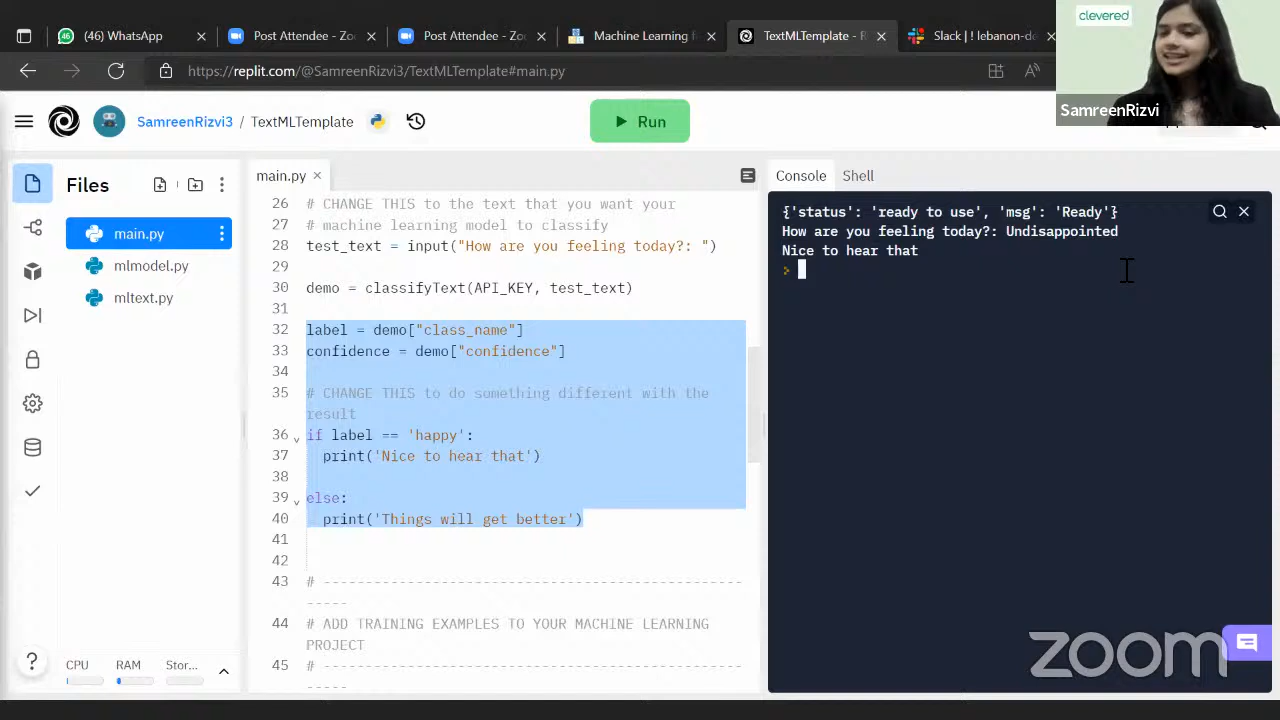 (46) WhatsApp
Post Attendee - Zo
Post Attendee - Zo
Machine Learning f
TextMLTemplate - R
Slack | ! lebanon-de
https://replit.com/@SamreenRizvi3/TextMLTemplate#main.py
clevered
SamreenRizvi
SamreenRizvi3 / TextMLTemplate
Run
Files
main.py
mlmodel.py
mltext.py
CPU
RAM
Stor...
main.py
26 # CHANGE THIS to the text that you want your
27 # machine learning model to classify
28 test_text = input("How are you feeling today?: ")
29
30 demo = classifyText(API_KEY, test_text)
31
32 label = demo["class_name"]
33 confidence = demo["confidence"]
34
35 # CHANGE THIS to do something different with the
result
36 if label == 'happy':
37 print('Nice to hear that')
38
39 else:
40 print('Things will get better')
41
42
43 # --------------------------------------------------
-----
44 # ADD TRAINING EXAMPLES TO YOUR MACHINE LEARNING
PROJECT
45 # --------------------------------------------------
-----
Console
Shell
{'status': 'ready to use', 'msg': 'Ready'}
How are you feeling today?: Undisappointed
Nice to hear that
>
zoom